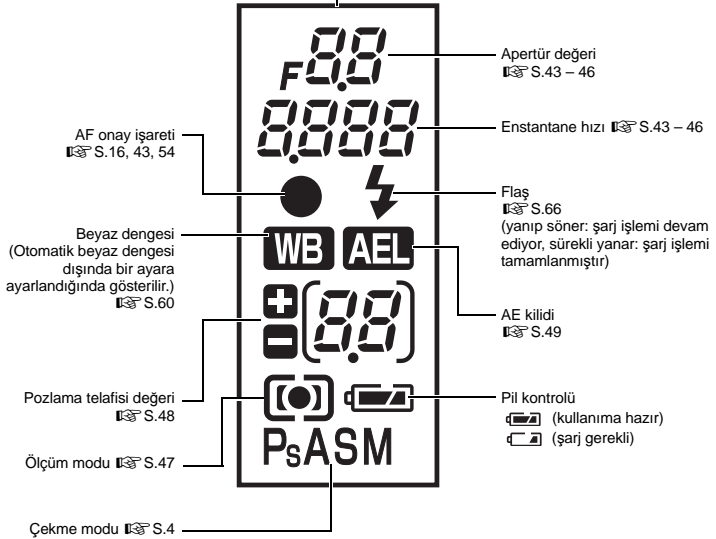 F8.8
Apertür değeri
☞ S.43 – 46
8.888
Enstantane hızı ☞ S.43 – 46
AF onay işareti
☞ S.16, 43, 54
Flaş
☞ S.66
(yanıp söner: şarj işlemi devam
ediyor, sürekli yanar: şarj işlemi
tamamlanmıştır)
Beyaz dengesi
(Otomatik beyaz dengesi
dışında bir ayara
ayarlandığında gösterilir.)
☞ S.60
WB AEL
AE kilidi
☞ S.49
[8.8]
Pozlama telafisi değeri
☞ S.48
Pil kontrolü
(kullanıma hazır)
(şarj gerekli)
Ölçüm modu ☞ S.47
PsASM
Çekme modu ☞ S.4